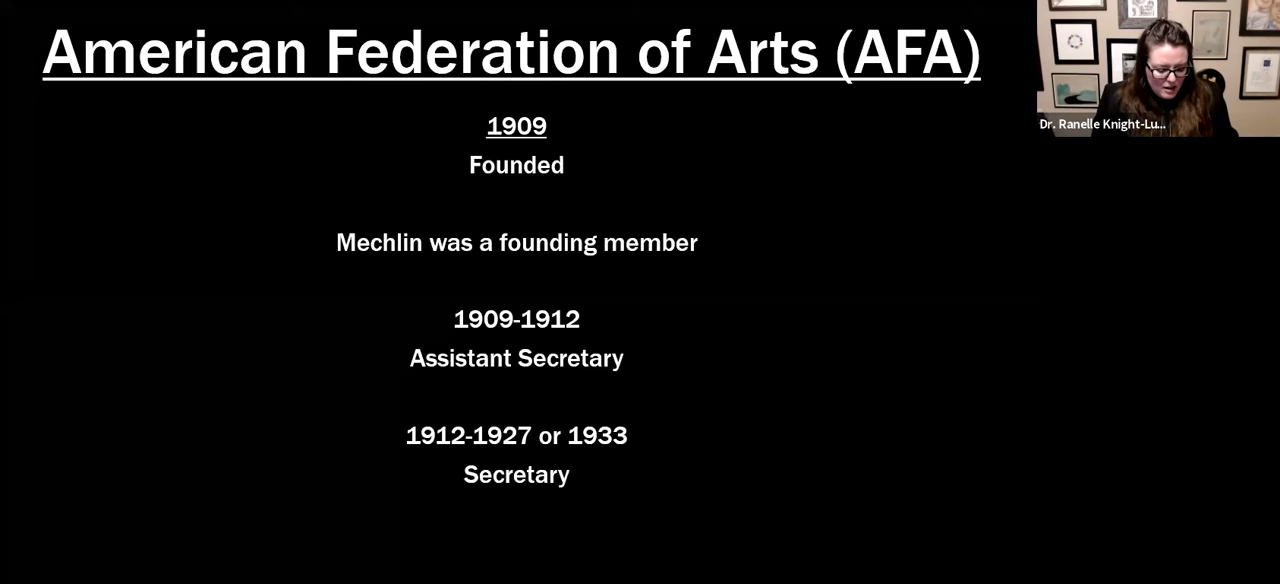 American Federation of Arts (AFA)
1909
Founded
Mechlin was a founding member
1909-1912
Assistant Secretary
1912-1927 or 1933
Secretary
Dr. Ranelle Knight-Lu...